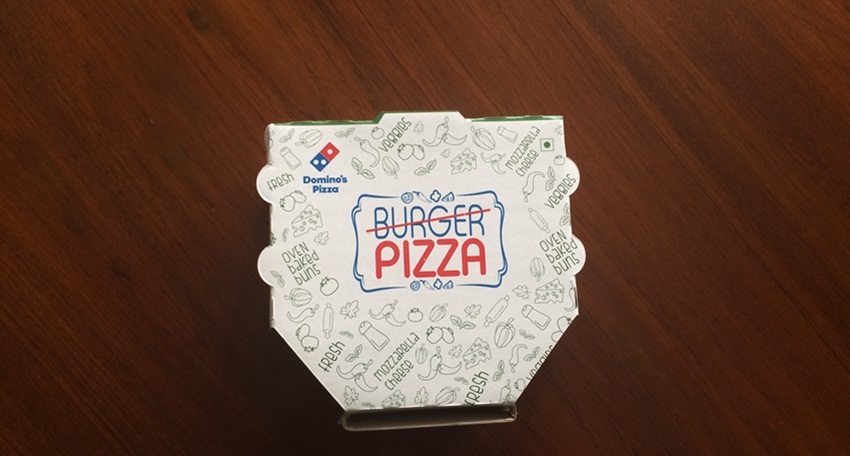 veggies
mozzarella
cheese
fresh
Domino's
Pizza
veggies
BURGER
PIZZA
OVEN
baked
buns
OVEN
baked
buns
fresh
mozzarella
cheese
veggies
fresh